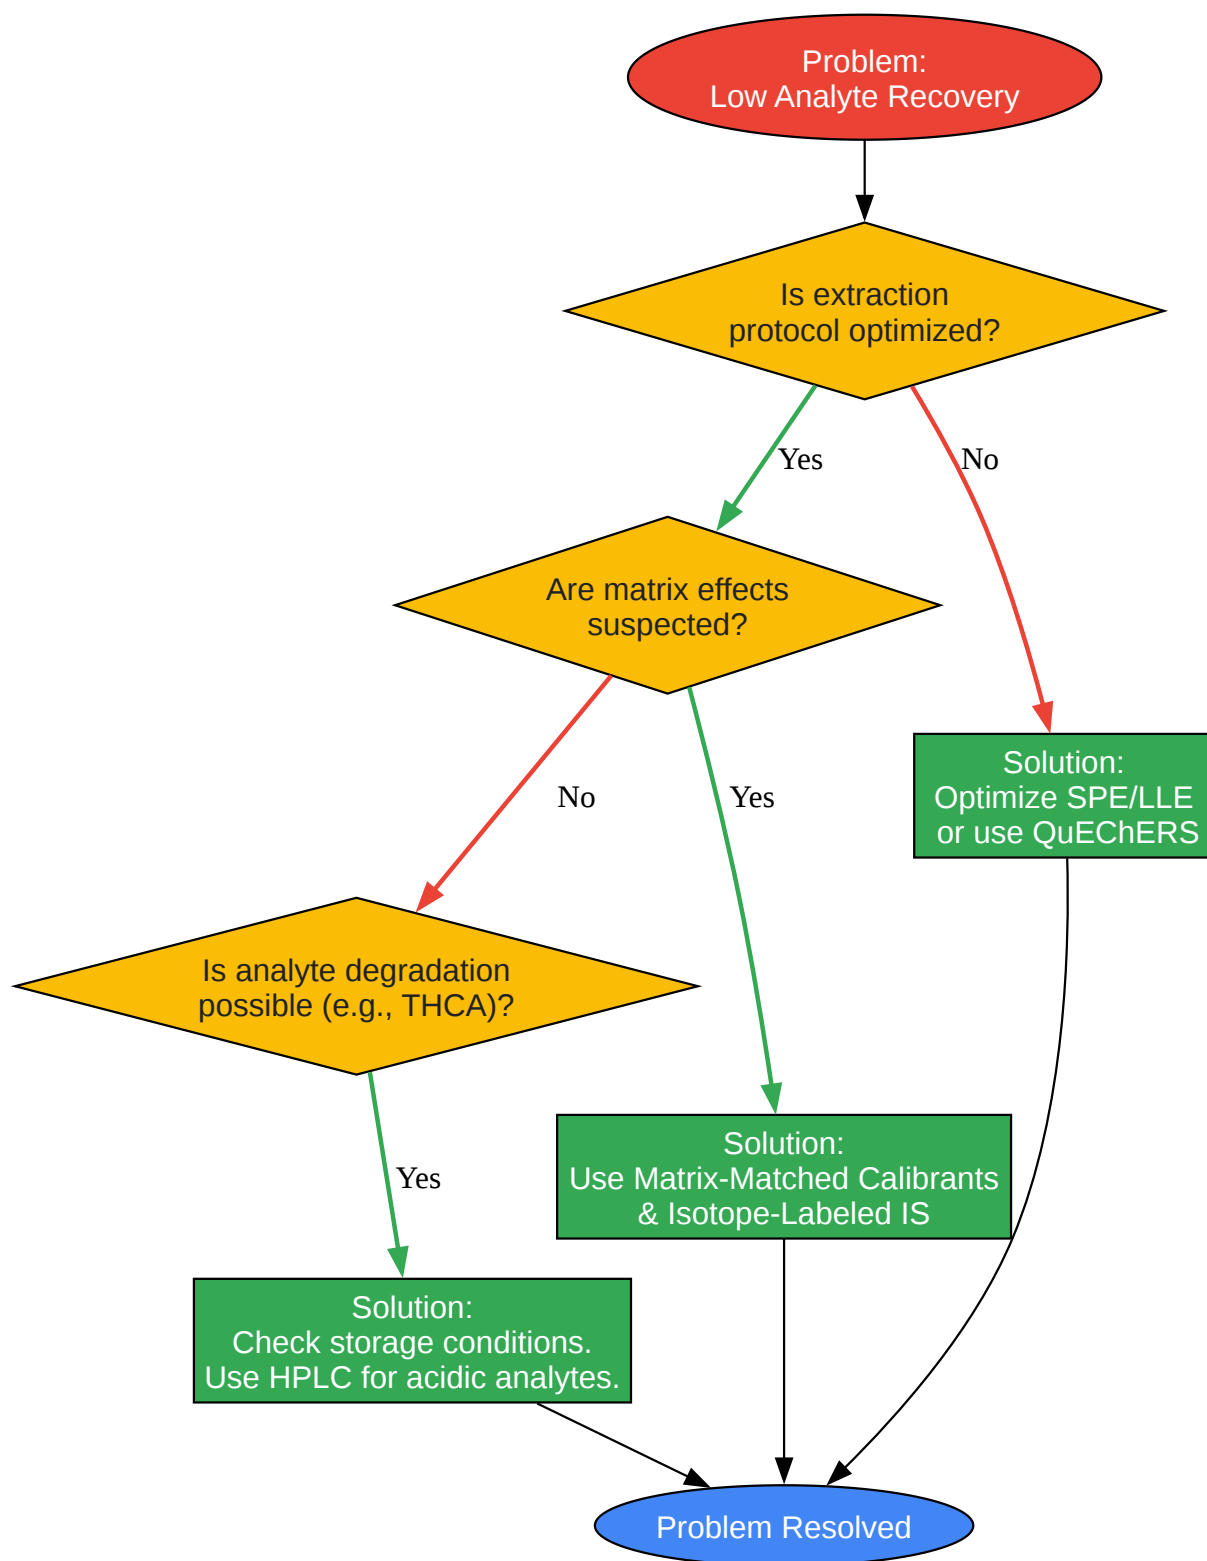 Problem:
Low Analyte Recovery
Is extraction
protocol optimized?
Yes
No
Are matrix effects
suspected?
Solution:
Optimize SPE/LLE
or use QuEChERS
No
Yes
Is analyte degradation
possible (e.g., THCA)?
Solution:
Use Matrix-Matched Calibrants
& Isotope-Labeled IS
Yes
Solution:
Check storage conditions.
Use HPLC for acidic analytes.
Problem Resolved